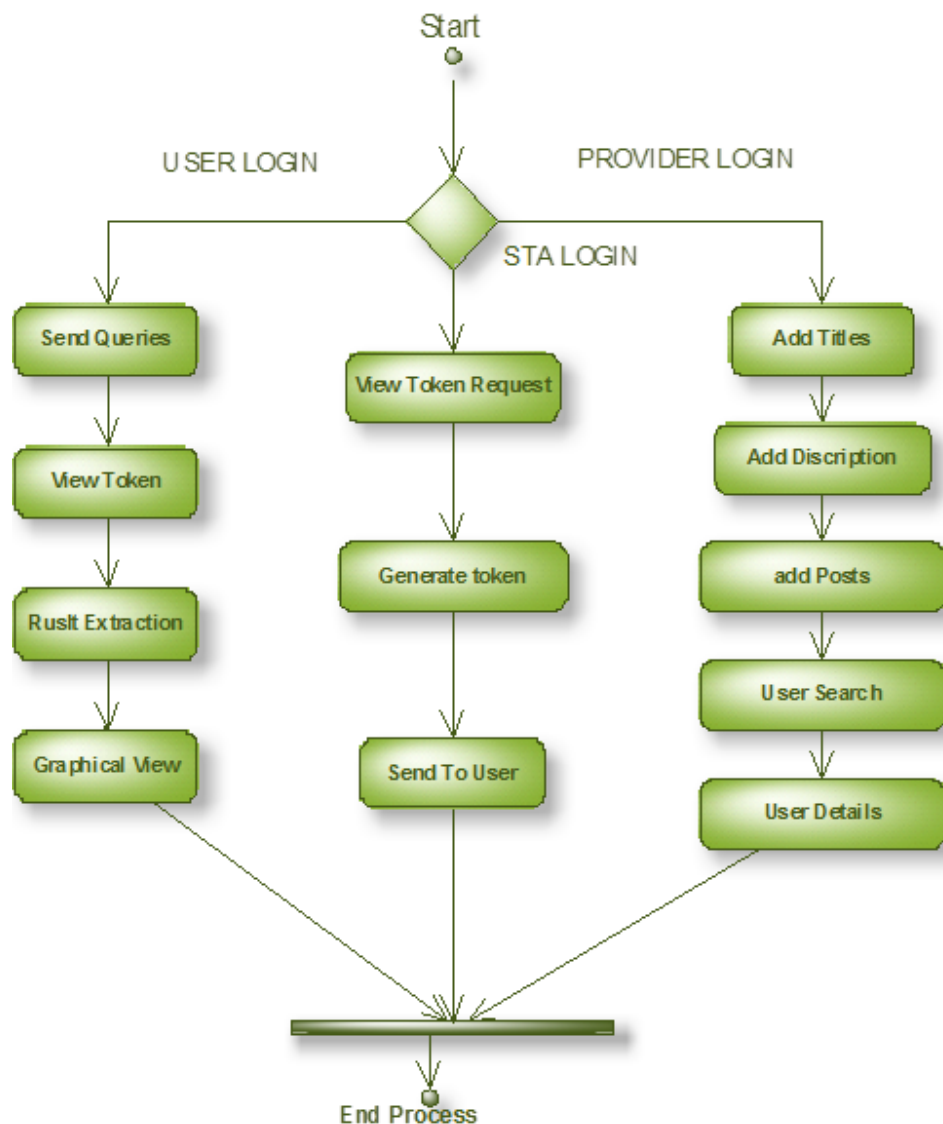 Start
USER LOGIN
PROVIDER LOGIN
STA LOGIN
Send Queries
View Token
Ruslt Extraction
Graphical View
View Token Request
Generate token
Send To User
Add Titles
Add Discription
add Posts
User Search
User Details
End Process